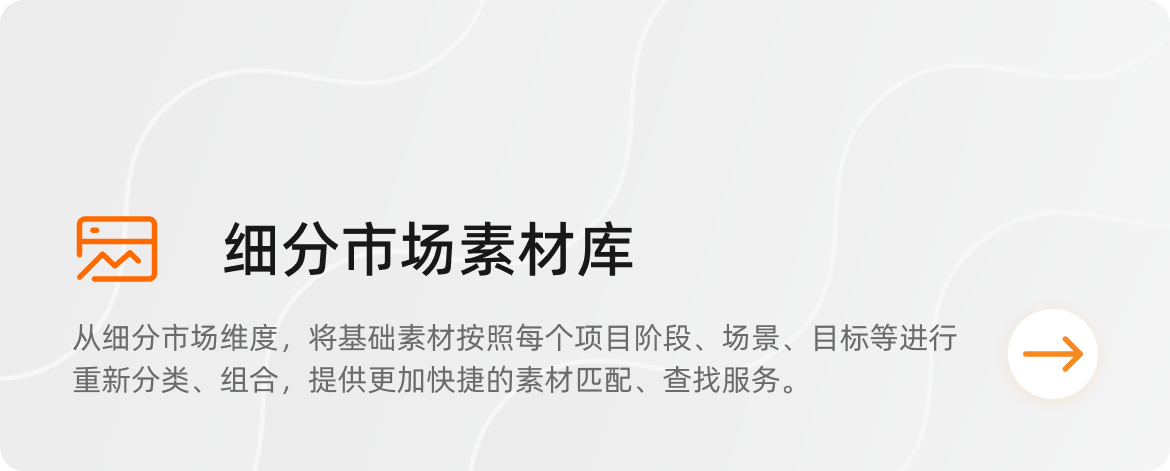 细分市场素材库
从细分市场维度，将基础素材按照每个项目阶段、场景、目标等进行
重新分类、组合，提供更加快捷的素材匹配、查找服务。